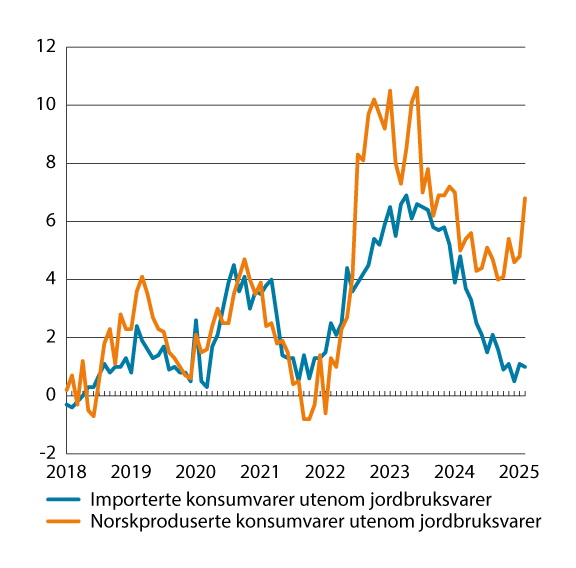 12
10
8
6
4
2
0
-2
2018 2019 2020 2021 2022 2023 2024 2025
Importerte konsumvarer utenom jordbruksvarer
Norskproduserte konsumvarer utenom jordbruksvarer